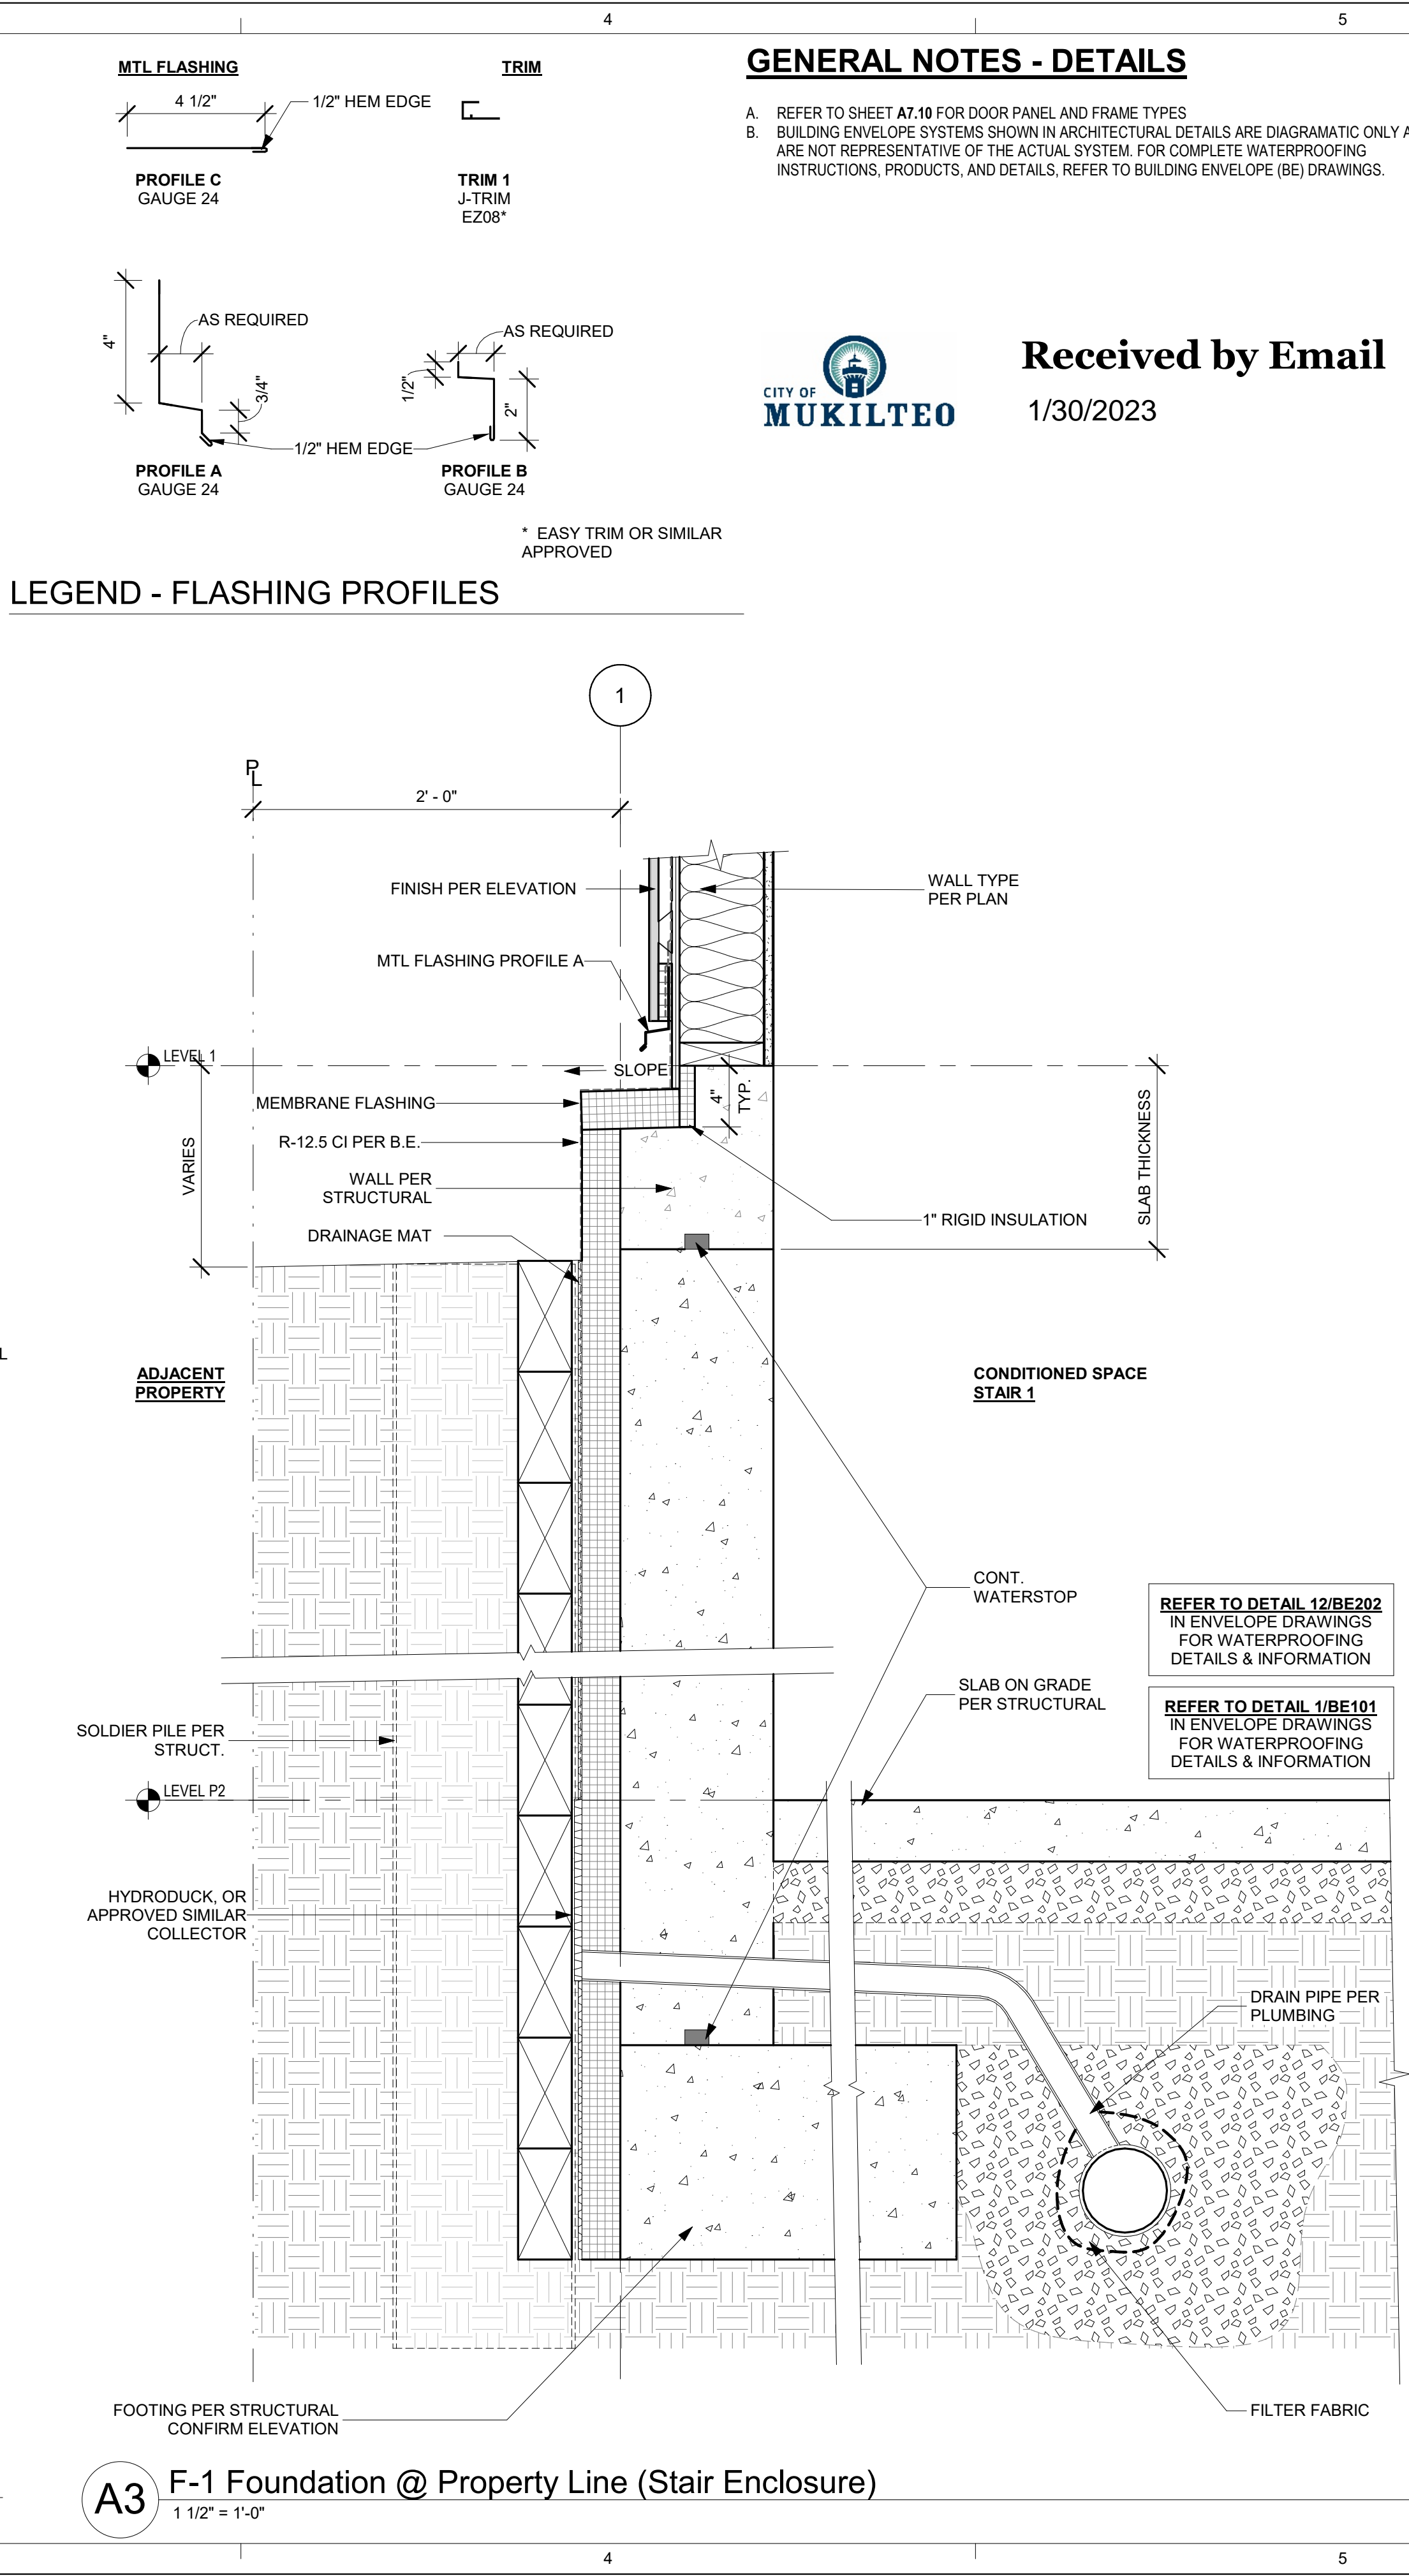 4
5
MTL FLASHING
4 1/2"
1/2" HEM EDGE
PROFILE C
GAUGE 24
TRIM
TRIM 1
J-TRIM
EZ08*
GENERAL NOTES - DETAILS
A. REFER TO SHEET A7.10 FOR DOOR PANEL AND FRAME TYPES
B. BUILDING ENVELOPE SYSTEMS SHOWN IN ARCHITECTURAL DETAILS ARE DIAGRAMATIC ONLY A
ARE NOT REPRESENTATIVE OF THE ACTUAL SYSTEM. FOR COMPLETE WATERPROOFING
INSTRUCTIONS, PRODUCTS, AND DETAILS, REFER TO BUILDING ENVELOPE (BE) DRAWINGS.
4"
AS REQUIRED
3/4"
1/2" HEM EDGE
PROFILE A
GAUGE 24
AS REQUIRED
1/2"
2"
PROFILE B
GAUGE 24
* EASY TRIM OR SIMILAR
APPROVED
CITY OF
MUKILTEO
Received by Email
1/30/2023
LEGEND - FLASHING PROFILES
1
PL
2' - 0"
FINISH PER ELEVATION
WALL TYPE
PER PLAN
MTL FLASHING PROFILE A
LEVEL 1
SLOPE
MEMBRANE FLASHING
4"
TYP.
R-12.5 CI PER B.E.
VARIES
SLAB THICKNESS
WALL PER
STRUCTURAL
1" RIGID INSULATION
DRAINAGE MAT
L
ADJACENT
PROPERTY
CONDITIONED SPACE
STAIR 1
CONT.
WATERSTOP
REFER TO DETAIL 12/BE202
IN ENVELOPE DRAWINGS
FOR WATERPROOFING
DETAILS & INFORMATION
SLAB ON GRADE
PER STRUCTURAL
REFER TO DETAIL 1/BE101
IN ENVELOPE DRAWINGS
FOR WATERPROOFING
DETAILS & INFORMATION
SOLDIER PILE PER
STRUCT.
LEVEL P2
HYDRODUCK, OR
APPROVED SIMILAR
COLLECTOR
DRAIN PIPE PER
PLUMBING
FOOTING PER STRUCTURAL
CONFIRM ELEVATION
FILTER FABRIC
A3
F-1 Foundation @ Property Line (Stair Enclosure)
1 1/2" = 1'-0"
4
5